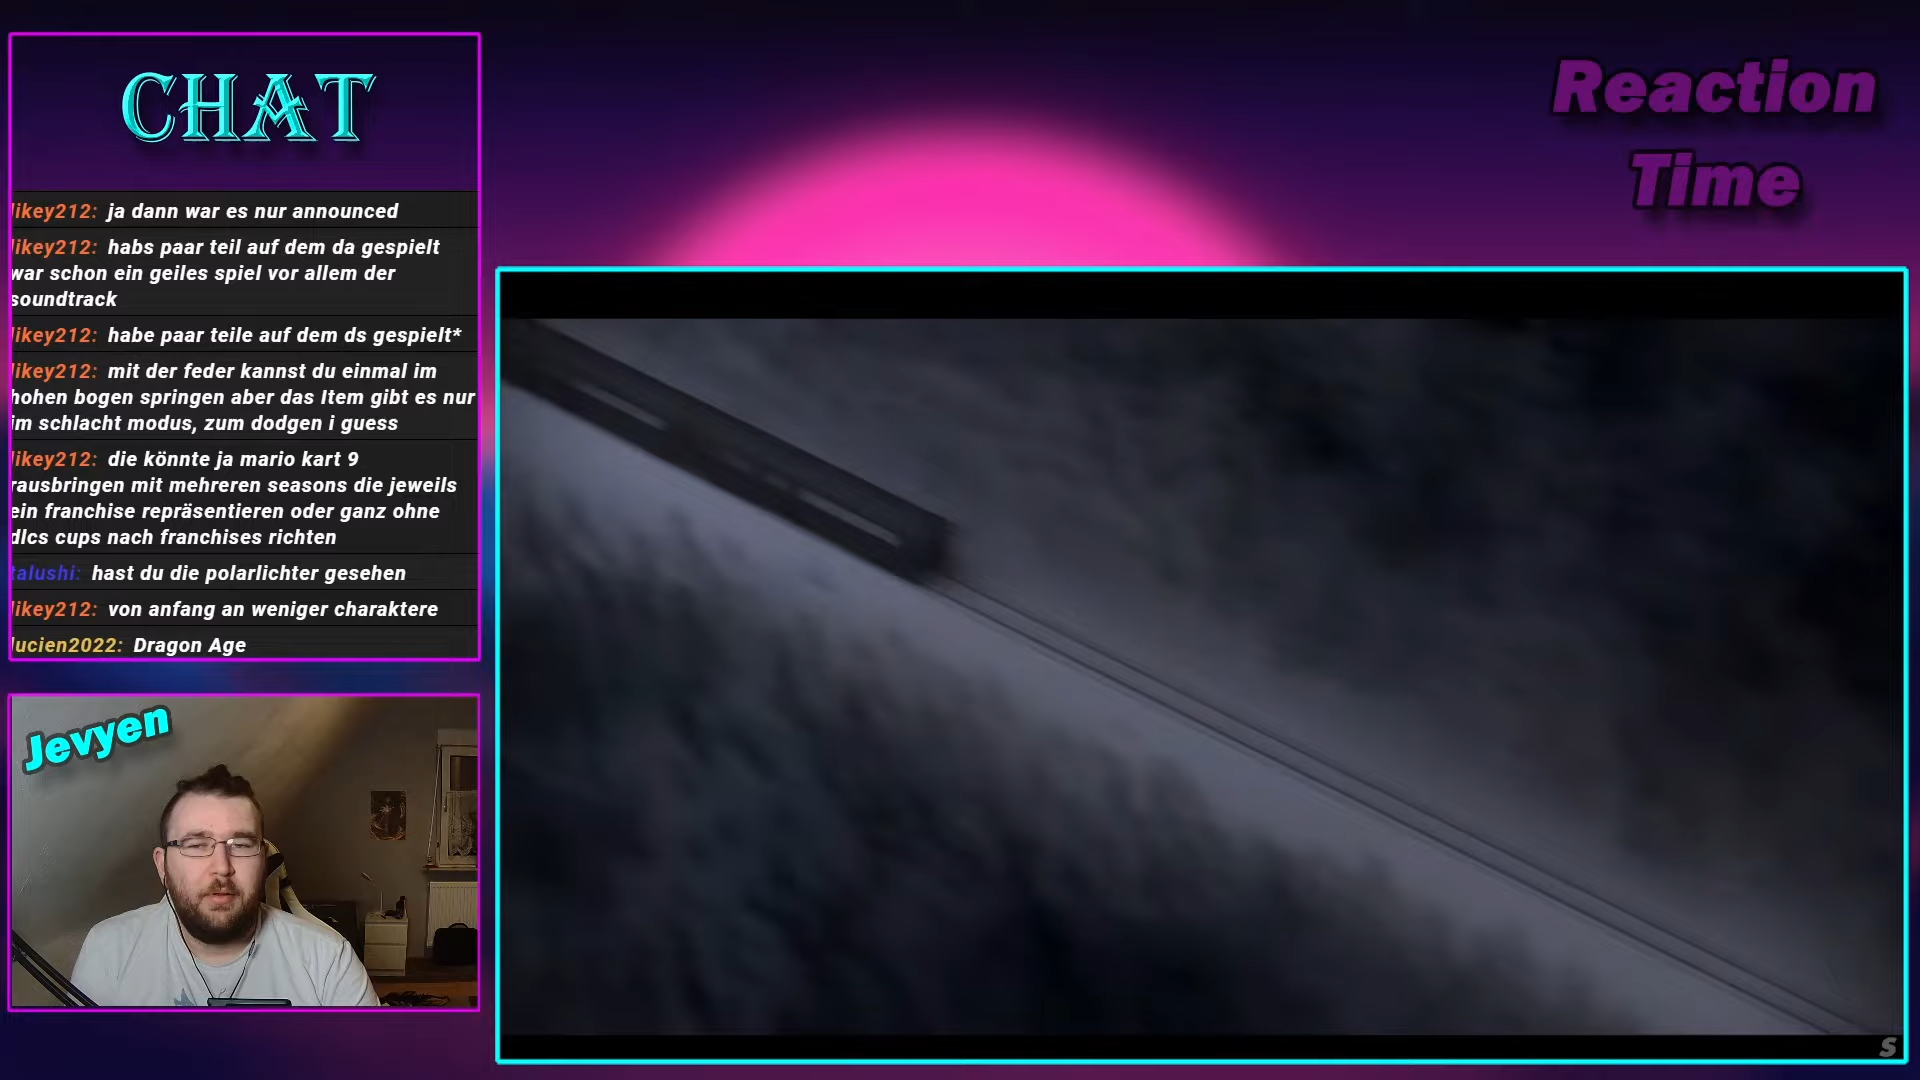 CHAT
Reaction
Time
likey212: ja dann war es nur announced
likey212: habs paar teil auf dem da gespielt
war schon ein geiles spiel vor allem der
soundtrack
likey212: habe paar teile auf dem ds gespielt*
likey212: mit der feder kannst du einmal im
hohen bogen springen aber das Item gibt es nur
im schlacht modus, zum dodgen i guess
likey212: die könnte ja mario kart 9
rausbringen mit mehreren seasons die jeweils
ein franchise repräsentieren oder ganz ohne
dlcs cups nach franchises richten
talushi: hast du die polarlichter gesehen
likey212: von anfang an weniger charaktere
lucien2022: Dragon Age
Jevyen
S